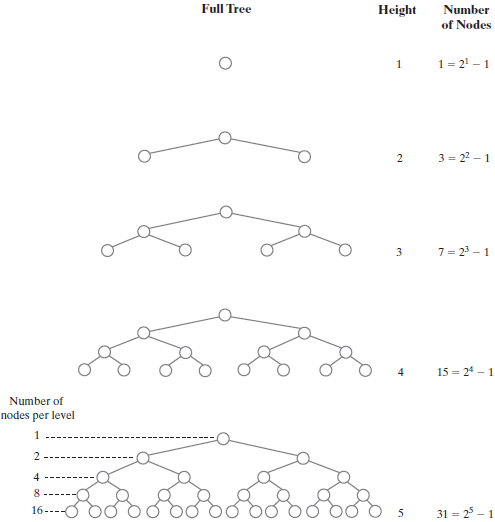 Full Tree Height Number
of Nodes
1 1 = 2¹ – 1
2 3 = 2² – 1
3 7 = 2³ – 1
4 15 = 2⁴ – 1
Number of
nodes per level
1
2
4
8
16
5 31 = 2⁵ – 1